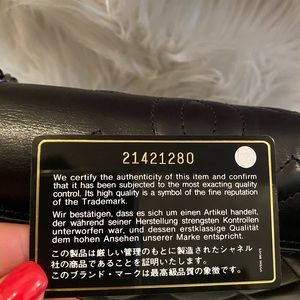 21421280
We certify the authenticity of this item and confirm
that it has been subjected to the most exacting quality
control. Its high quality is a symbol of the fine reputation
of the Trademark.
Wir bestätigen, dass es sich um einen Artikel handelt,
der während seiner Herstellung strengsten Kontrollen
unterworfen wurde, und dessen erstklassige Qualität
dem hohen Ansehen unserer Marke entspricht.
この製品は厳しい管理のもとに製造されたシャネル
社の商品であることを証明いたします。
このブランド・マークは最高級品質の象徴です。